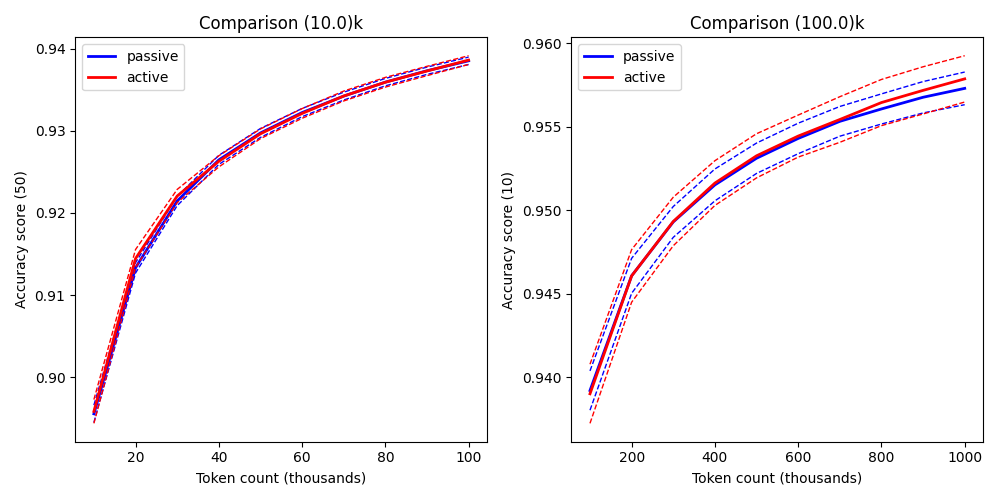 Comparison (10.0)k
passive
active
0.94
0.93
0.92
0.91
0.90
Accuracy score (50)
20
40
60
80
100
Token count (thousands)
Comparison (100.0)k
passive
active
0.960
0.955
0.950
0.945
0.940
Accuracy score (10)
200
400
600
800
1000
Token count (thousands)